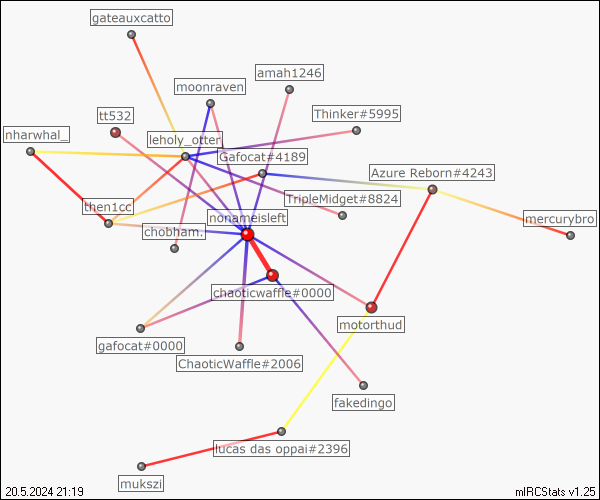 gateauxcatto
amah1246
moonraven
tt532
Thinker#5995
nharwhal_
leholy_otter
Gafocat#4189
Azure Reborn#4243
TripleMidget#8824
then1cc
nonameisleft
mercurybro
chobham.
chaoticwaffle#0000
motorthud
gafocat#0000
ChaoticWaffle#2006
fakedingo
lucas das oppai#2396
mukszi
20.5.2024 21:19
mIRCStats v1.25